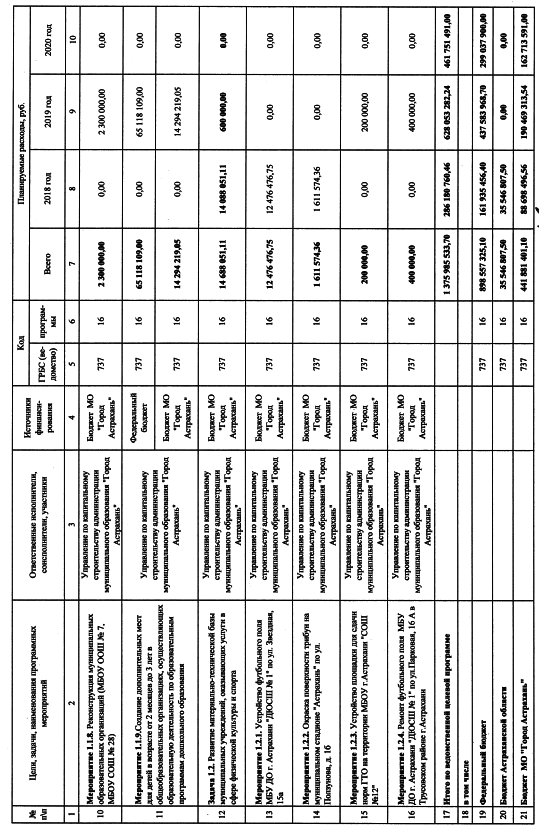 № п\п | Цели, задачи, наименования программных мероприятий | Ответственные исполнители, соисполнители, участники | Источники финансирования | Код | Планируемые расходы, руб.
ГРБС (ведомство) | программы | Всего | 2018 год | 2019 год | 2020 год
1 | 2 | 3 | 4 | 5 | 6 | 7 | 8 | 9 | 10
10 | Мероприятие 1.1.8. Реконструкция муниципальных образовательных организаций (МБОУ ООШ № 7, МБОУ СОШ № 28) | Управление по капитальному строительству администрации муниципального образования "Город Астрахань" | Бюджет МО "Город Астрахань" | 737 | 16 | 2 300 000,00 | 0,00 | 2 300 000,00 | 0,00
11 | Мероприятие 1.1.9.Создание дополнительных мест для детей в возрасте от 2 месяцев до 3 лет в общеобразовательных организациях, осуществляющих образовательную деятельность по образовательным программам дошкольного образования | Управление по капитальному строительству администрации муниципального образования "Город Астрахань" | Федеральный бюджет | 737 | 16 | 65 118 109,00 | 0,00 | 65 118 109,00 | 0,00
Бюджет МО "Город Астрахань" | 737 | 16 | 14 294 219,05 | 0,00 | 14 294 219,05 | 0,00
12 | Задача 1.2. Развитие материально-технической базы муниципальных учреждений, оказывающих услуги в сфере физической культуры и спорта | Управление по капитальному строительству администрации муниципального образования "Город Астрахань" | Бюджет МО "Город Астрахань" | 737 | 16 | 14 688 051,11 | 14 088 051,11 | 600 000,00 | 0,00
13 | Мероприятие 1.2.1. Устройство футбольного поля МБУ ДО г. Астрахани "ДЮСШ № 1" по ул. Звездная, 15а | Управление по капитальному строительству администрации муниципального образования "Город Астрахань" | Бюджет МО "Город Астрахань" | 737 | 16 | 12 476 476,75 | 12 476 476,75 | 0,00 | 0,00
14 | Мероприятие 1.2.2. Окраска поверхности трибун на муниципальном стадионе "Астрахань" по ул. Ползунова, д. 1б | Управление по капитальному строительству администрации муниципального образования "Город Астрахань" | Бюджет МО "Город Астрахань" | 737 | 16 | 1 611 574,36 | 1 611 574,36 | 0,00 | 0,00
15 | Мероприятие 1.2.3. Устройство площадки для сдачи норм ГТО на территории МБОУ г.Астрахани "СОШ №12" | Управление по капитальному строительству администрации муниципального образования "Город Астрахань" | Бюджет МО "Город Астрахань" | 737 | 16 | 200 000,00 | 0,00 | 200 000,00 | 0,00
16 | Мероприятие 1.2.4. Ремонт футбольного поля МБУ ДО г. Астрахани "ДЮСШ № 1" по ул.Парковая, 16 А в Трусовском районе г.Астрахани | Управление по капитальному строительству администрации муниципального образования "Город Астрахань" | Бюджет МО "Город Астрахань" | 737 | 16 | 400 000,00 | 0,00 | 400 000,00 | 0,00
17 | Итого по ведомственной целевой программе | 1 375 985 533,70 | 286 180 760,46 | 628 053 282,24 | 461 751 491,00
18 | в том числе
19 | Федеральный бюджет | 737 | 16 | 898 557 325,10 | 161 935 456,40 | 437 583 968,70 | 299 037 900,00
20 | Бюджет Астраханской области | 737 | 16 | 35 546 807,50 | 35 546 807,50 | 0,00 | 0,00
21 | Бюджет МО "Город Астрахань" | 737 | 16 | 441 881 401,10 | 88 698 496,56 | 190 469 313,54 | 162 713 591,00